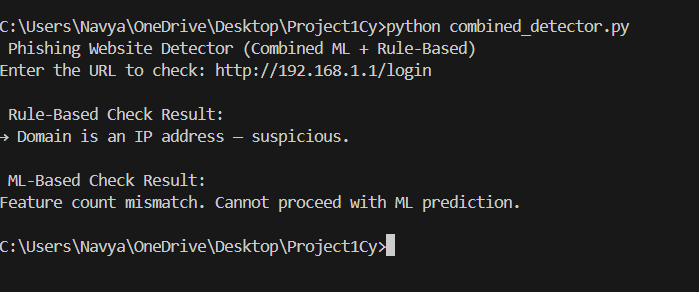 C:\Users\Navya\OneDrive\Desktop\Project1Cy>python combined_detector.py
Phishing Website Detector (Combined ML + Rule-Based)
Enter the URL to check: http://192.168.1.1/login
Rule-Based Check Result:
→ Domain is an IP address — suspicious.
ML-Based Check Result:
Feature count mismatch. Cannot proceed with ML prediction.
C:\Users\Navya\OneDrive\Desktop\Project1Cy>